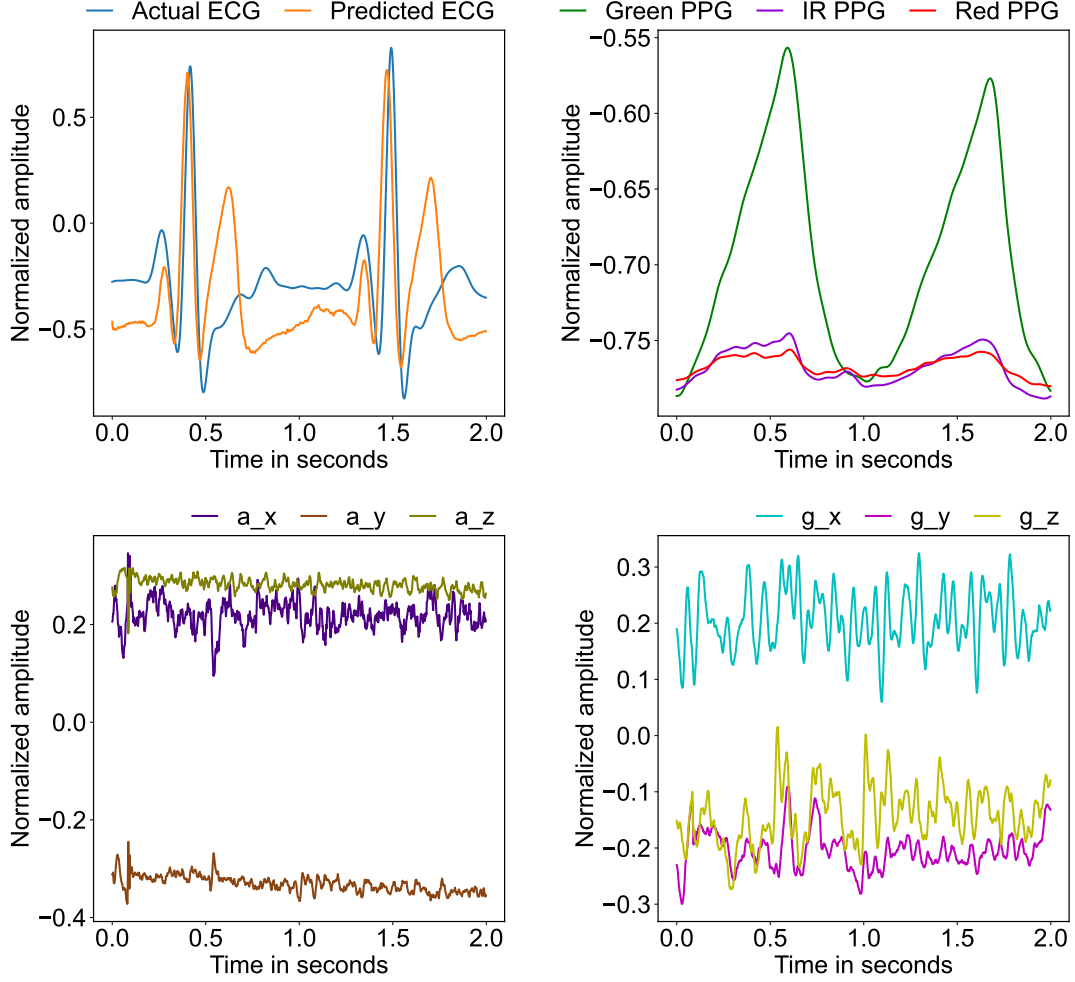 Actual ECG Predicted ECG
Normalized amplitude
0.5
0.0
−0.5
0.0 0.5 1.0 1.5 2.0
Time in seconds
Green PPG IR PPG Red PPG
Normalized amplitude
−0.55
−0.60
−0.65
−0.70
−0.75
0.0 0.5 1.0 1.5 2.0
Time in seconds
a_x a_y a_z
Normalized amplitude
0.2
0.0
−0.2
−0.4
0.0 0.5 1.0 1.5 2.0
Time in seconds
g_x g_y g_z
Normalized amplitude
0.3
0.2
0.1
0.0
−0.1
−0.2
−0.3
0.0 0.5 1.0 1.5 2.0
Time in seconds